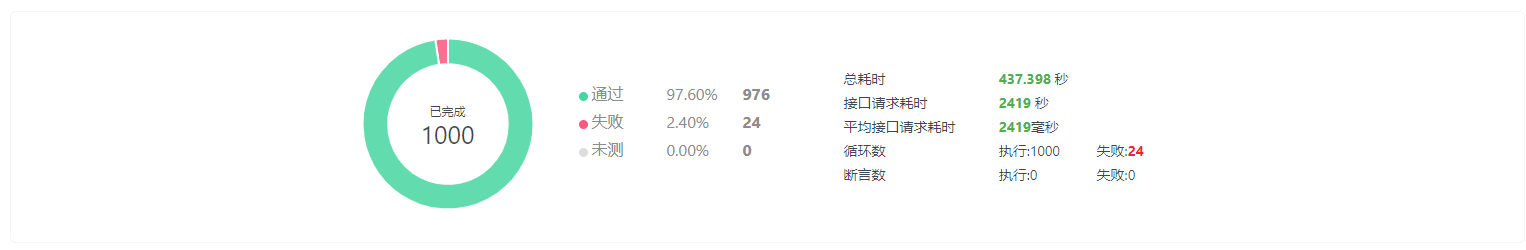 已完成
1000
通过 97.60% 976
失败 2.40% 24
未测 0.00% 0
总耗时 437.398 秒
接口请求耗时 2419 秒
平均接口请求耗时 2419毫秒
循环数 执行:1000 失败:24
断言数 执行:0 失败:0